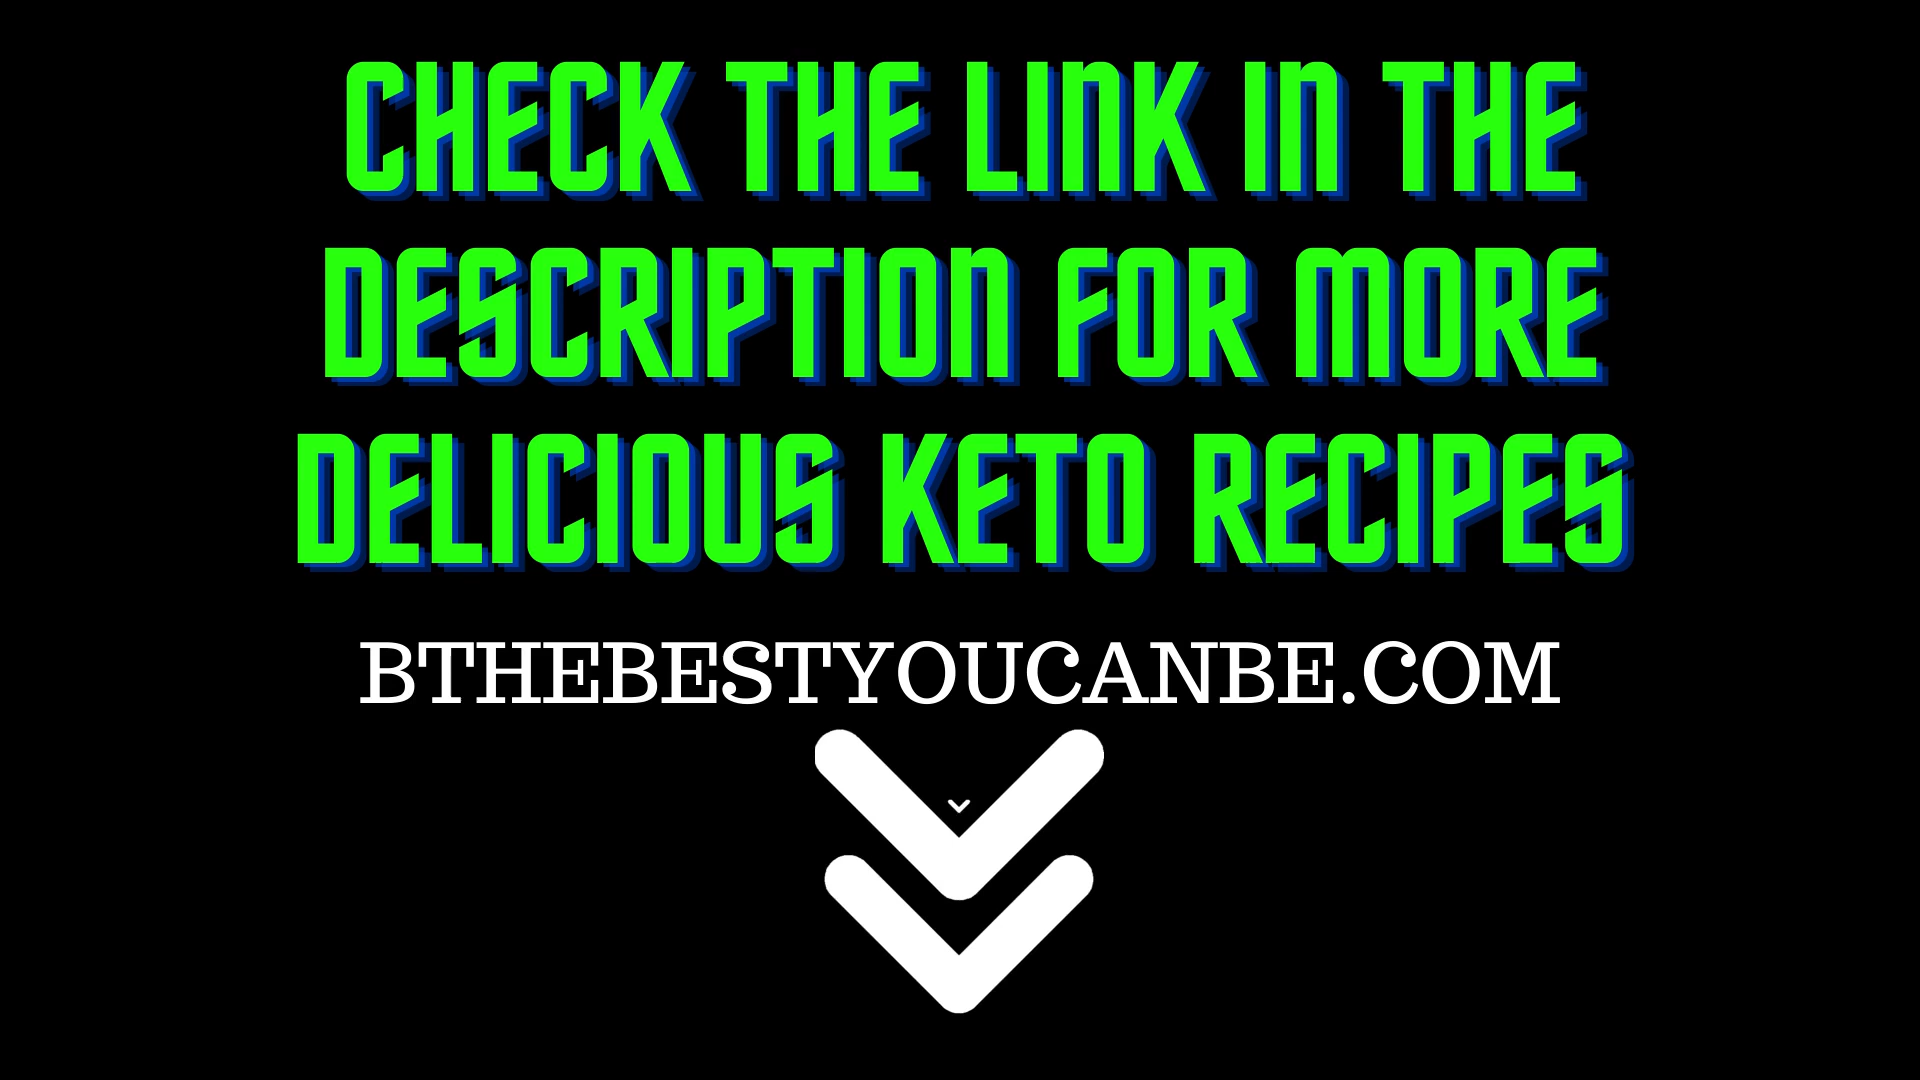 CHECK THE LINK IN THE
DESCRIPTION FOR MORE
DELICIOUS KETO RECIPES
BTHEBESTYOUCANBE.COM